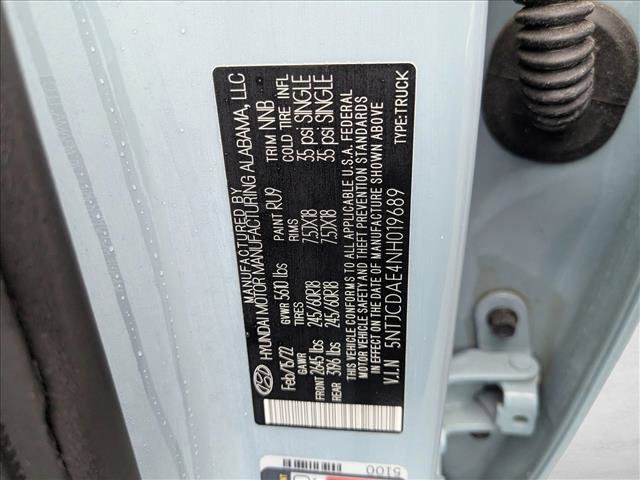 MANUFACTURED BY
HYUNDAI MOTOR MANUFACTURING ALABAMA, LLC
Feb/15/22 GVWR 5610 lbs PAINT RU9 TRIM NNB
GAWR TIRES RIMS COLD TIRE INFL
FRONT 2645 lbs 245/60R18 7.5JX18 35 psi SINGLE
REAR 3196 lbs 245/60R18 7.5JX18 35 psi SINGLE
THIS VEHICLE CONFORMS TO ALL APPLICABLE U.S.A. FEDERAL
MOTOR VEHICLE SAFETY AND THEFT PREVENTION STANDARDS
IN EFFECT ON THE DATE OF MANUFACTURE SHOWN ABOVE
V.I.N 5NTJCDAE4NH019689 TYPE:TRUCK
5100